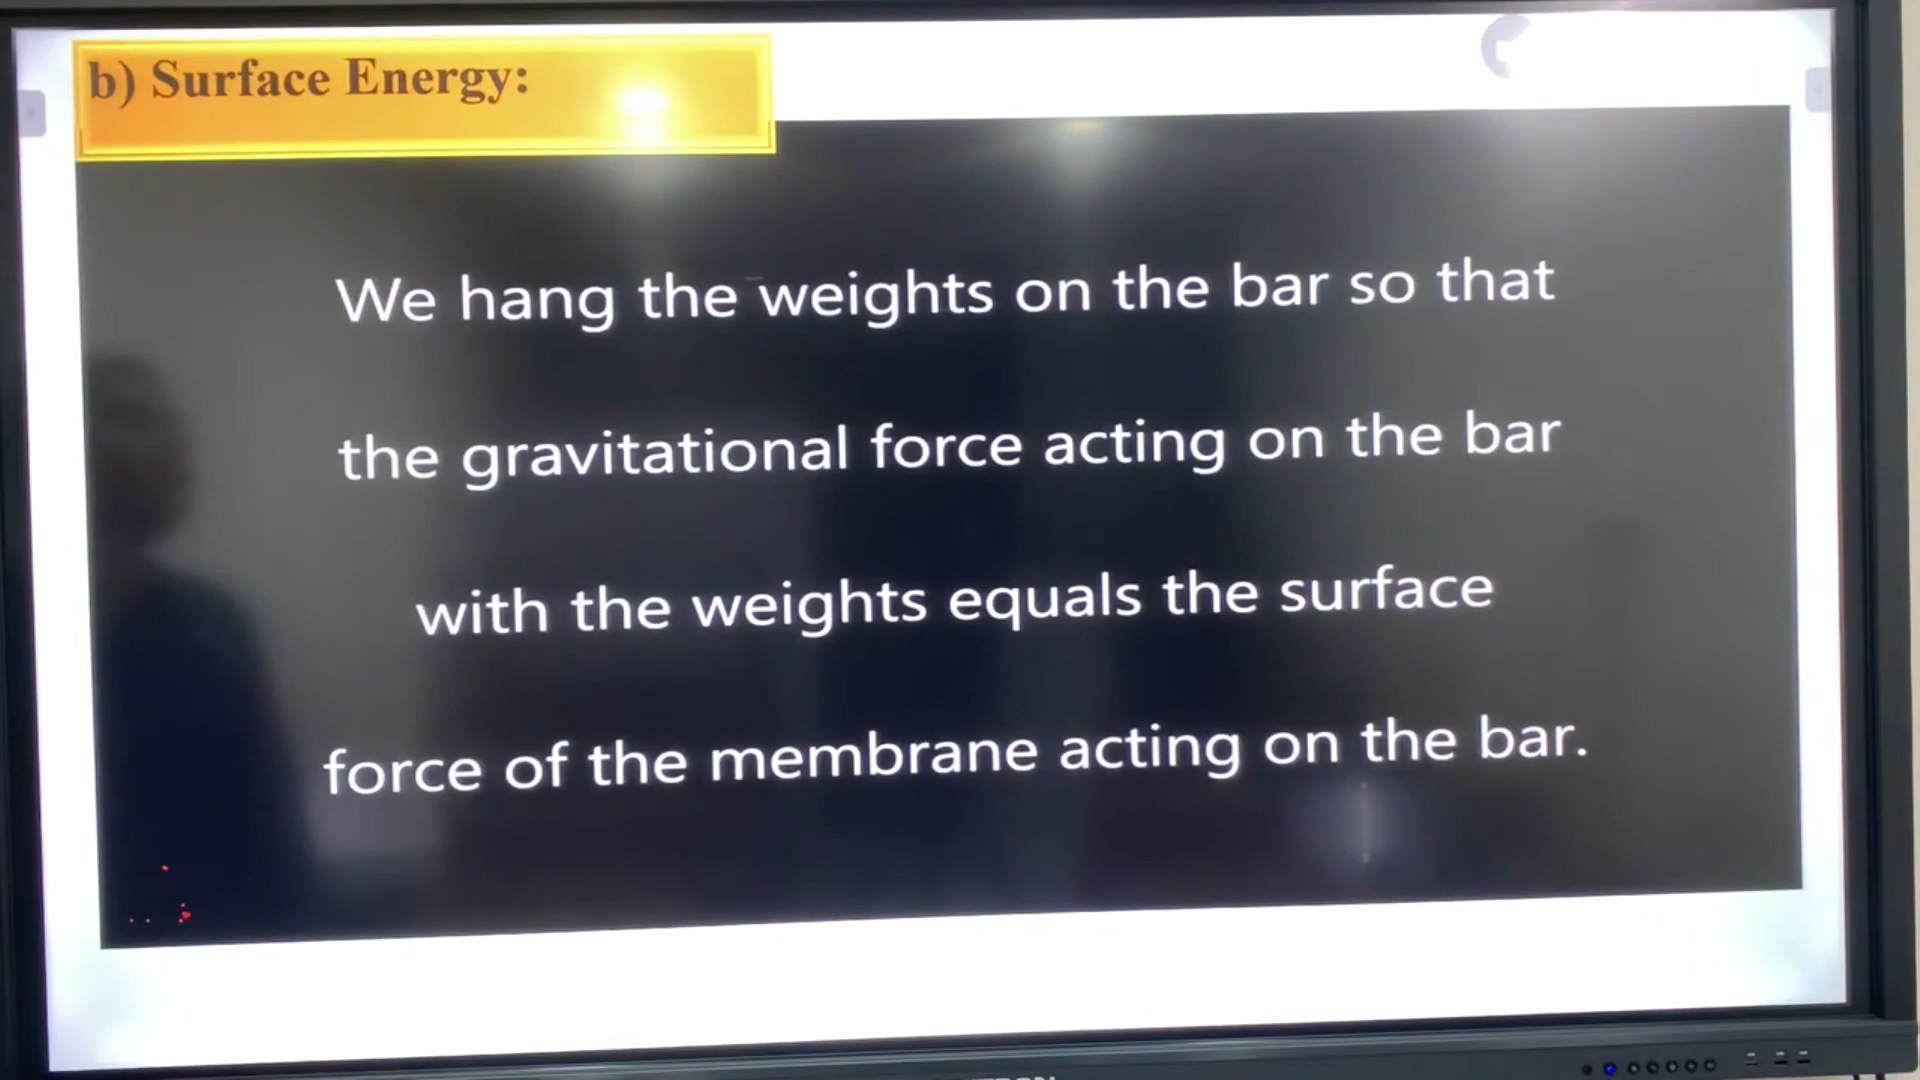 b) Surface Energy:
We hang the weights on the bar so that
the gravitational force acting on the bar
with the weights equals the surface
force of the membrane acting on the bar.